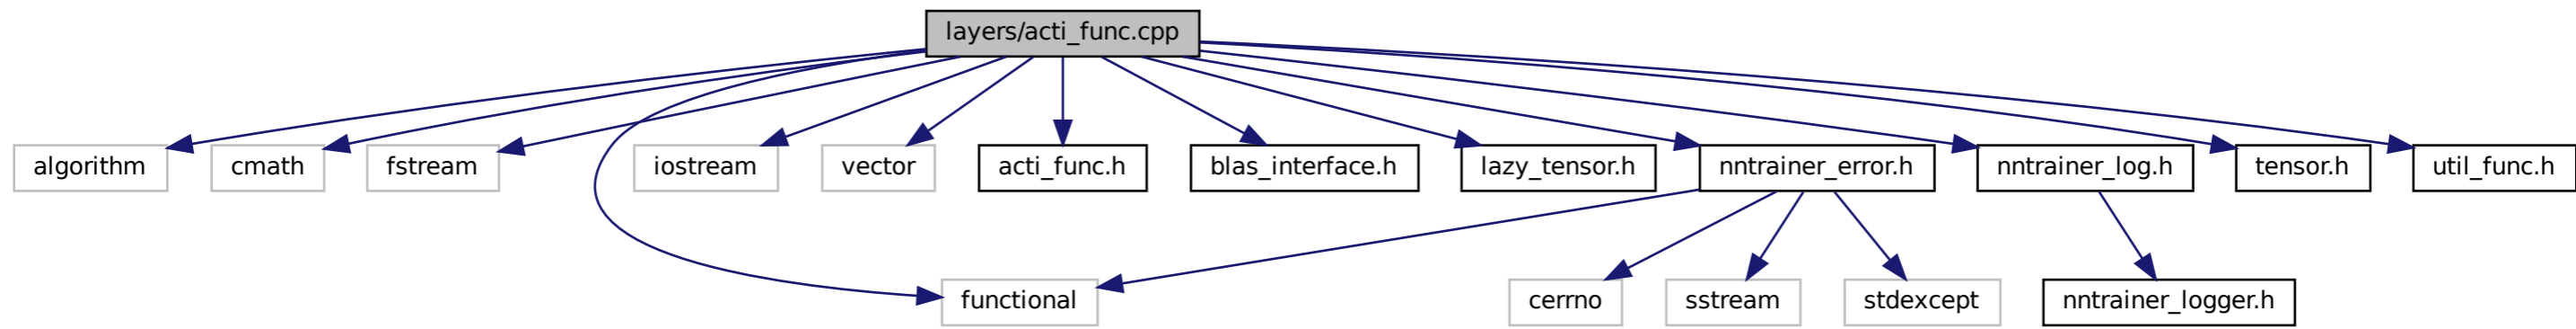 layers/acti_func.cpp
algorithm
cmath
fstream
iostream
vector
acti_func.h
blas_interface.h
lazy_tensor.h
nntrainer_error.h
nntrainer_log.h
tensor.h
util_func.h
functional
cerrno
sstream
stdexcept
nntrainer_logger.h